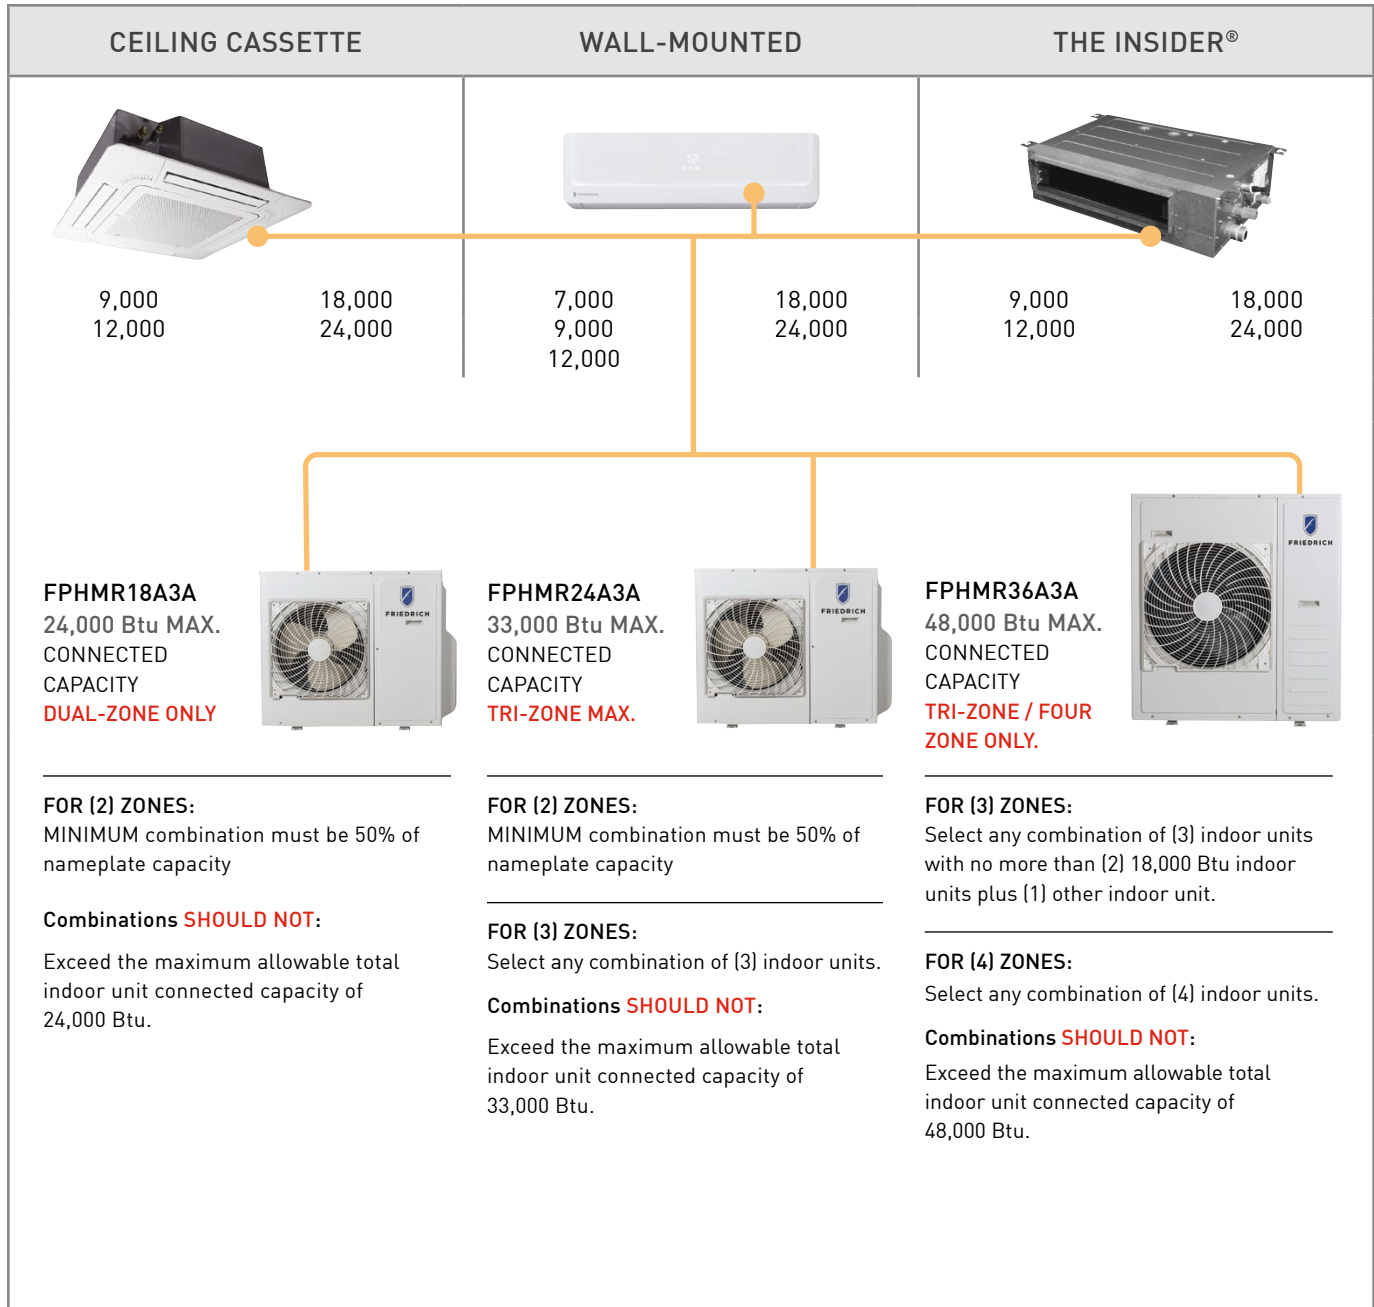 CEILING CASSETTE
WALL-MOUNTED
THE INSIDER®
72
FRIEDRICH
9,000
12,000
18,000
24,000
7,000
9,000
12,000
18,000
24,000
9,000
12,000
18,000
24,000
FPHMR18A3A
24,000 Btu MAX.
CONNECTED
CAPACITY
DUAL-ZONE ONLY
FRIEDRICH
FOR (2) ZONES:
MINIMUM combination must be 50% of
nameplate capacity
Combinations SHOULD NOT:
Exceed the maximum allowable total
indoor unit connected capacity of
24,000 Btu.
FPHMR24A3A
33,000 Btu MAX.
CONNECTED
CAPACITY
TRI-ZONE MAX.
FRIEDRICH
FOR (2) ZONES:
MINIMUM combination must be 50% of
nameplate capacity
FOR (3) ZONES:
Select any combination of (3) indoor units.
Combinations SHOULD NOT:
Exceed the maximum allowable total
indoor unit connected capacity of
33,000 Btu.
FPHMR36A3A
48,000 Btu MAX.
CONNECTED
CAPACITY
TRI-ZONE / FOUR
ZONE ONLY.
FRIEDRICH
FOR (3) ZONES:
Select any combination of (3) indoor units
with no more than (2) 18,000 Btu indoor
units plus (1) other indoor unit.
FOR (4) ZONES:
Select any combination of (4) indoor units.
Combinations SHOULD NOT:
Exceed the maximum allowable total
indoor unit connected capacity of
48,000 Btu.